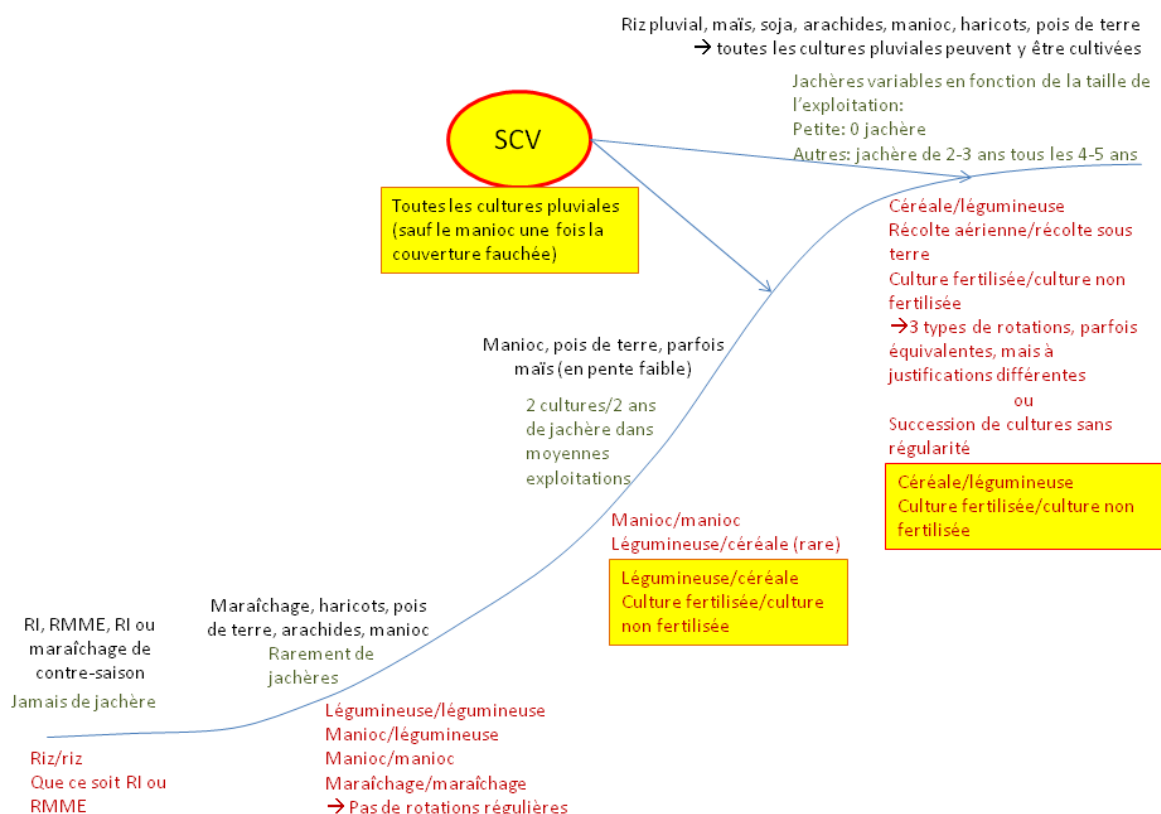 Riz pluvial, maïs, soja, arachides, manioc, haricots, pois de terre
→ toutes les cultures pluviales peuvent y être cultivées
Jachères variables en fonction de la taille de
l'exploitation:
Petite: 0 jachère
Autres: jachère de 2-3 ans tous les 4-5 ans
SCV
Toutes les cultures pluviales
(sauf le manioc une fois la
couverture fauchée)
Céréale/légumineuse
Récolte aérienne/récolte sous
terre
Culture fertilisée/culture non
fertilisée
→3 types de rotations, parfois
équivalentes, mais à
justifications différentes
ou
Succession de cultures sans
régularité
Céréale/légumineuse
Culture fertilisée/culture non
fertilisée
Manioc, pois de terre, parfois
maïs (en pente faible)
2 cultures/2 ans
de jachère dans
moyennes
exploitations
Manioc/manioc
Légumineuse/céréale (rare)
Légumineuse/céréale
Culture fertilisée/culture
non fertilisée
Maraîchage, haricots, pois
de terre, arachides, manioc
Rarement de
jachères
Légumineuse/légumineuse
Manioc/légumineuse
Manioc/manioc
Maraîchage/maraîchage
→ Pas de rotations régulières
RI, RMME, RI ou
maraîchage de
contre-saison
Jamais de jachère
Riz/riz
Que ce soit RI ou
RMME